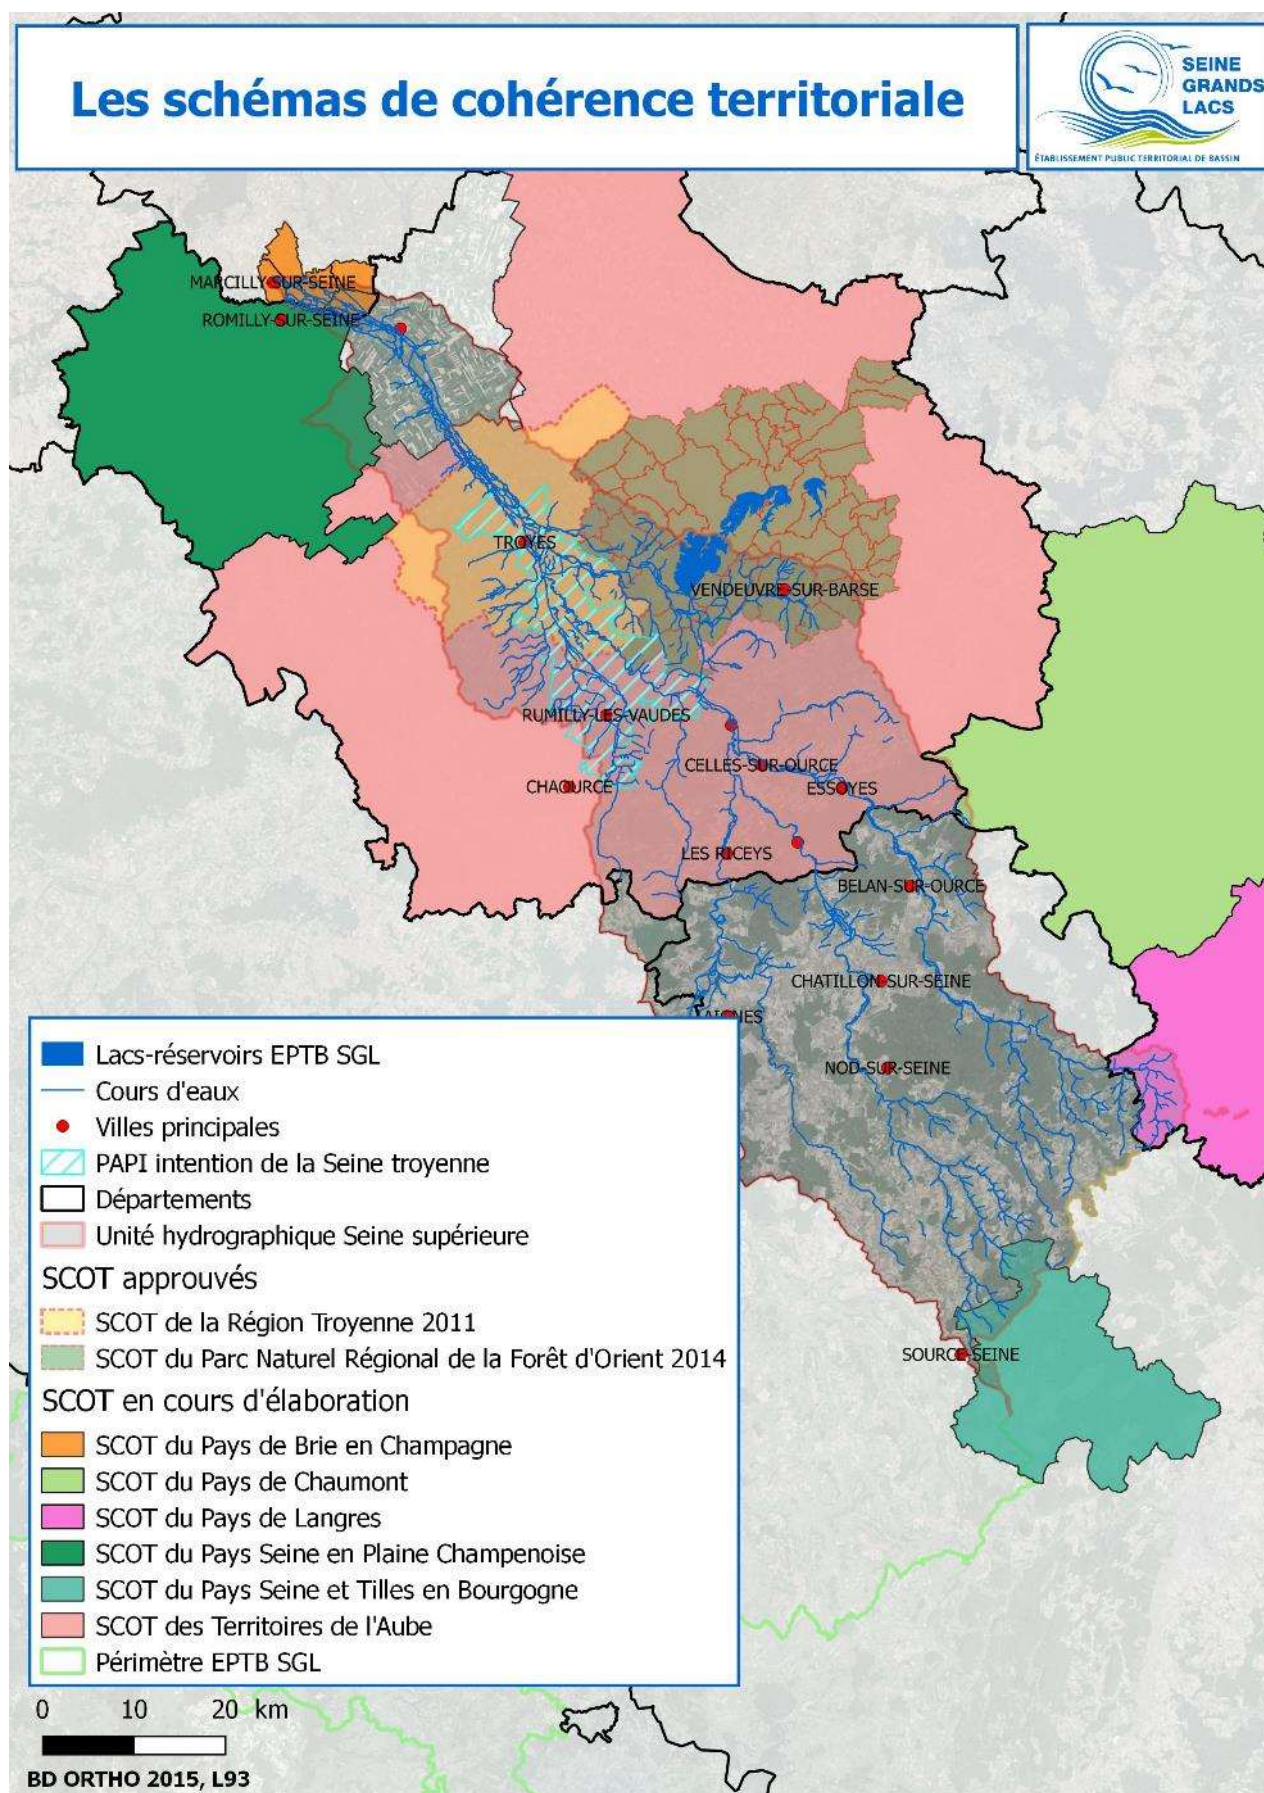 Les schémas de cohérence territoriale
SEINE
GRANDS
LACS
ÉTABLISSEMENT PUBLIC TERRITORIAL DE BASSIN
MARCILLY-SUR-SEINE
ROMILLY-SUR-SEINE
TROYES
VENDEUVRE-SUR-BARSE
RUMILLY-LES-VAUDES
CELLES-SUR-OURCE
CHAOURCE
ESSOYES
LES RICEYS
BELAN-SUR-OURCE
CHATILLON-SUR-SEINE
NOD-SUR-SEINE
SOURCE-SEINE
Lacs-réservoirs EPTB SGL
Cours d'eaux
Villes principales
PAPI intention de la Seine troyenne
Départements
Unité hydrographique Seine supérieure
SCOT approuvés
SCOT de la Région Troyenne 2011
SCOT du Parc Naturel Régional de la Forêt d'Orient 2014
SCOT en cours d'élaboration
SCOT du Pays de Brie en Champagne
SCOT du Pays de Chaumont
SCOT du Pays de Langres
SCOT du Pays Seine en Plaine Champenoise
SCOT du Pays Seine et Tilles en Bourgogne
SCOT des Territoires de l'Aube
Périmètre EPTB SGL
0 10 20 km
BD ORTHO 2015, L93